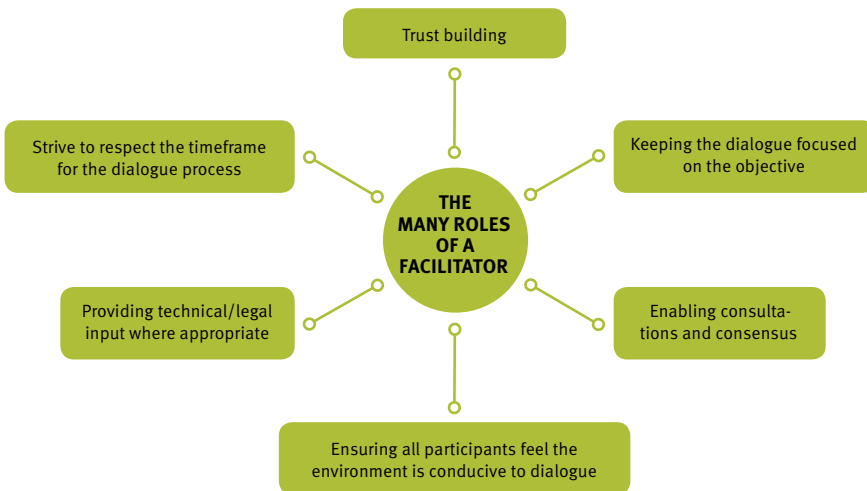 Trust building
Strive to respect the timeframe
for the dialogue process
Keeping the dialogue focused
on the objective
THE
MANY ROLES
OF A
FACILITATOR
Providing technical/legal
input where appropriate
Enabling consulta-
tions and consensus
Ensuring all participants feel the
environment is conducive to dialogue